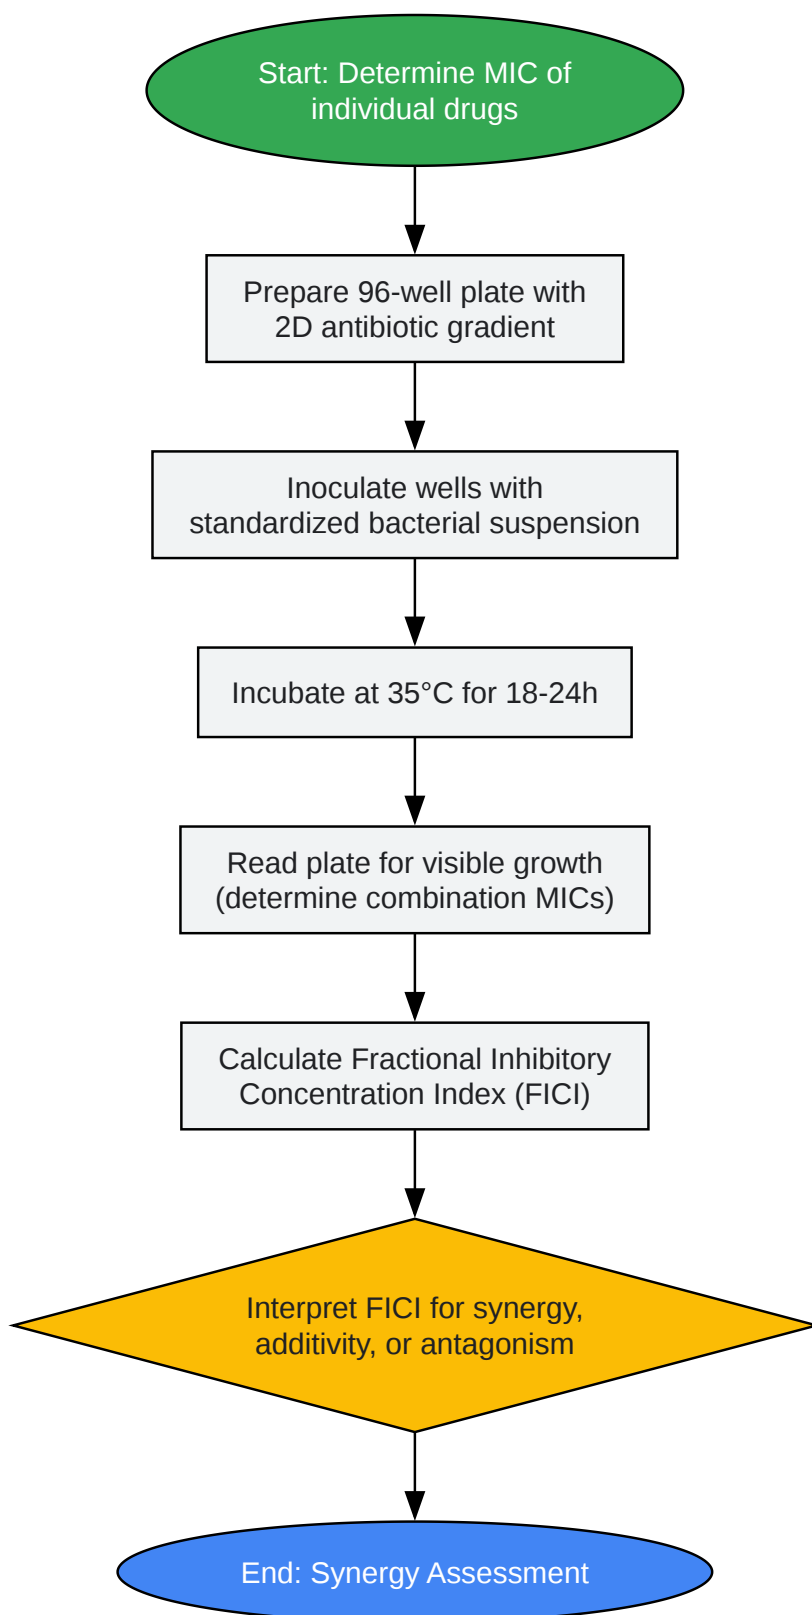 Start: Determine MIC of
individual drugs
Prepare 96-well plate with
2D antibiotic gradient
Inoculate wells with
standardized bacterial suspension
Incubate at 35°C for 18-24h
Read plate for visible growth
(determine combination MICs)
Calculate Fractional Inhibitory
Concentration Index (FICI)
Interpret FICI for synergy,
additivity, or antagonism
End: Synergy Assessment